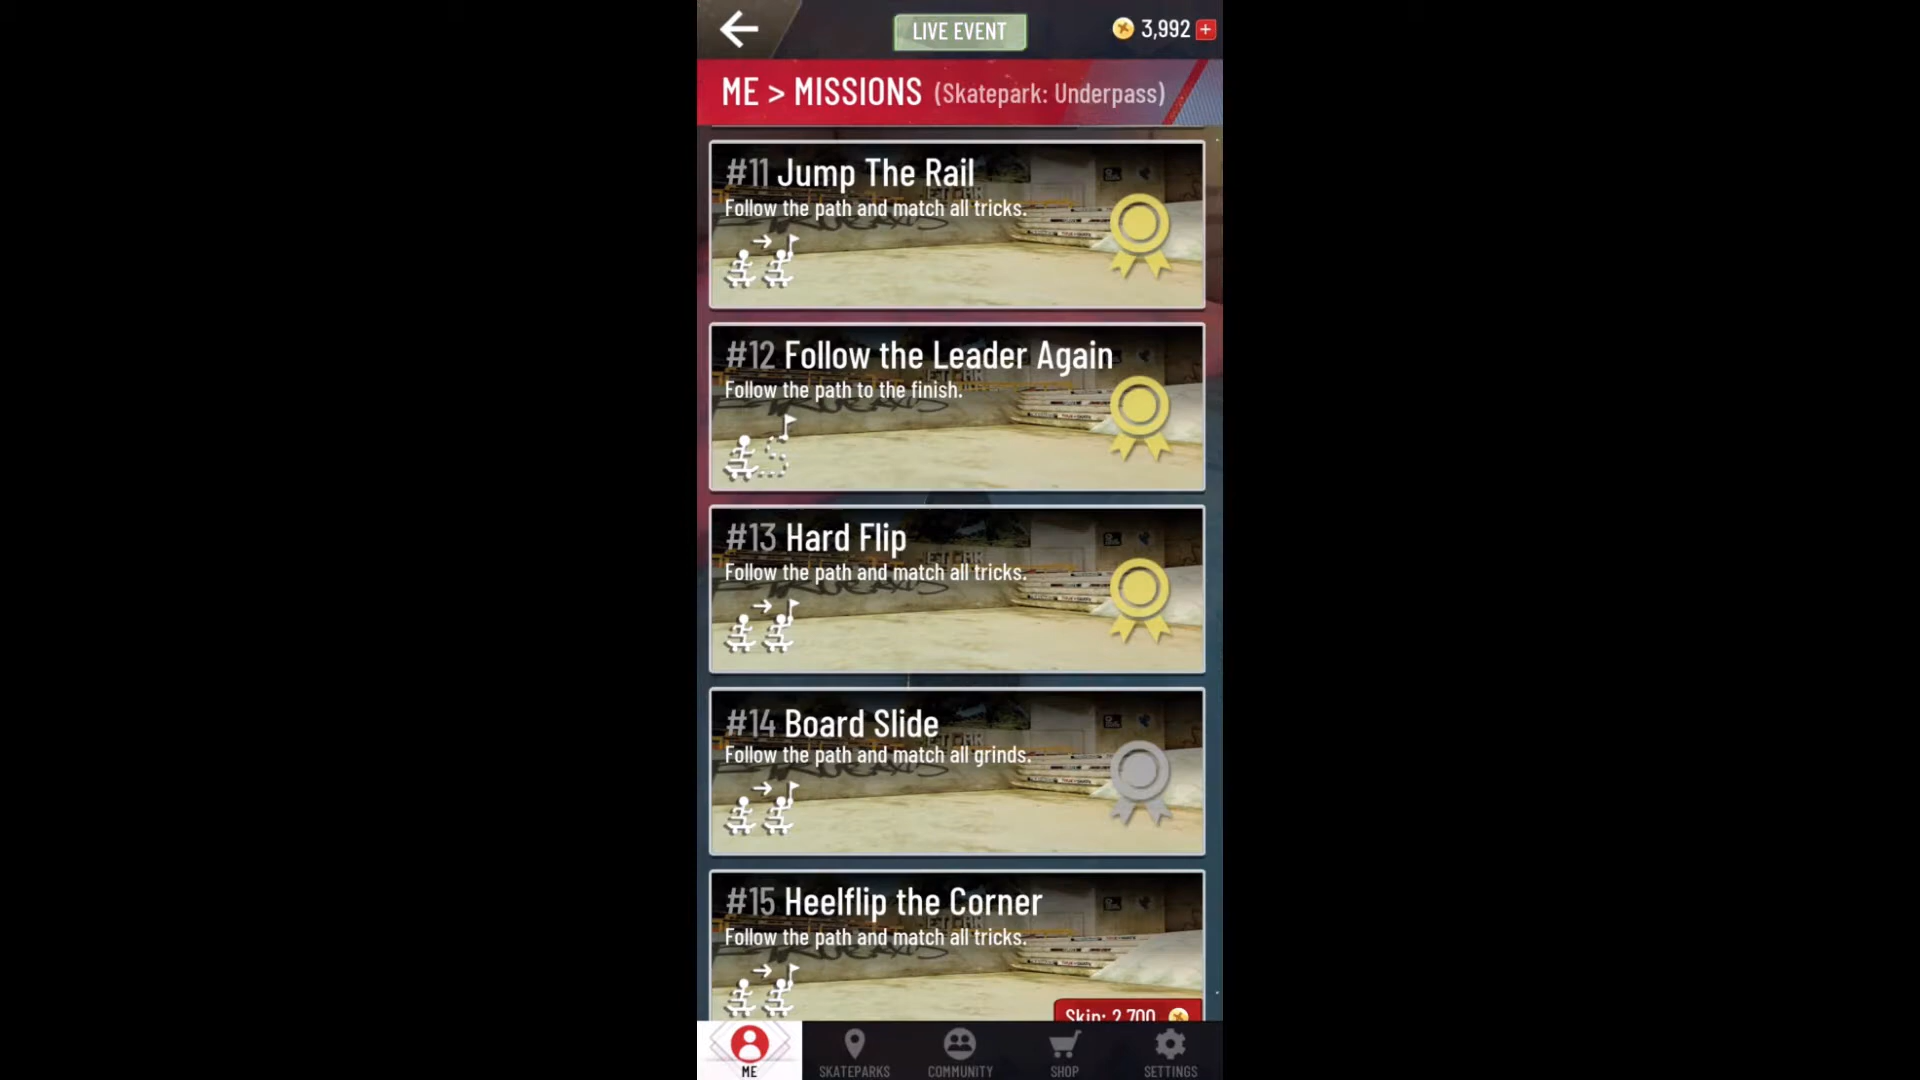 LIVE EVENT
3,992
ME > MISSIONS (Skatepark: Underpass)
#11 Jump The Rail
Follow the path and match all tricks.
#12 Follow the Leader Again
Follow the path to the finish.
#13 Hard Flip
Follow the path and match all tricks.
#14 Board Slide
Follow the path and match all grinds.
#15 Heelflip the Corner
Follow the path and match all tricks.
Skip: 2,700
ME
SKATEPARKS
COMMUNITY
SHOP
SETTINGS